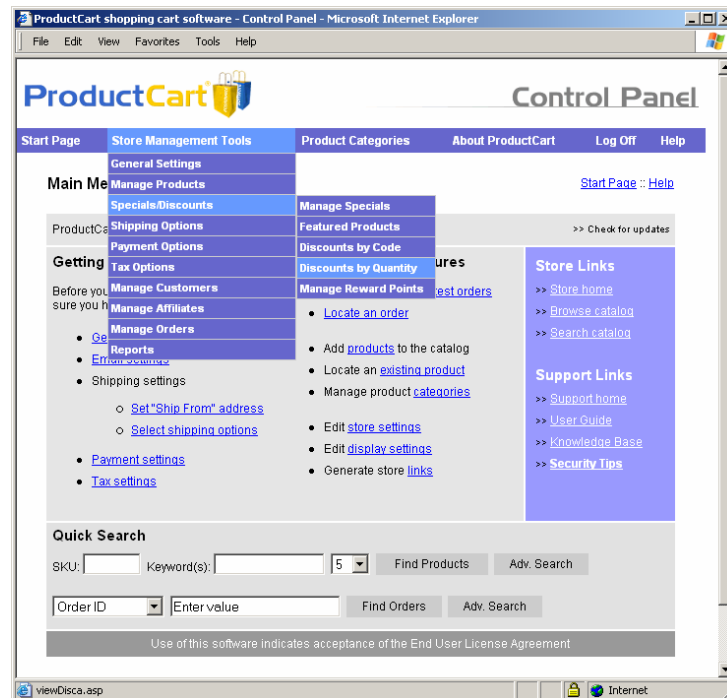 ProductCart shopping cart software - Control Panel - Microsoft Internet Explorer
File Edit View Favorites Tools Help
ProductCart
Control Panel
Start Page Store Management Tools Product Categories About ProductCart Log Off Help
General Settings
Manage Products
Specials/Discounts
Shipping Options
Payment Options
Tax Options
Manage Customers
Manage Affiliates
Manage Orders
Reports
Manage Specials
Featured Products
Discounts by Code
Discounts by Quantity
Manage Reward Points
Main Me
Start Page :: Help
ProductCa
>> Check for updates
Getting
Before you
sure you h
Ge
Email settings
Shipping settings
Set "Ship From" address
Select shipping options
Payment settings
Tax settings
ures
est orders
Locate an order
Add products to the catalog
Locate an existing product
Manage product categories
Edit store settings
Edit display settings
Generate store links
Store Links
>> Store home
>> Browse catalog
>> Search catalog
Support Links
>> Support home
>> User Guide
>> Knowledge Base
>> Security Tips
Quick Search
SKU: Keyword(s): 5 Find Products Adv. Search
Order ID Enter value Find Orders Adv. Search
Use of this software indicates acceptance of the End User License Agreement
viewDisca.asp Internet